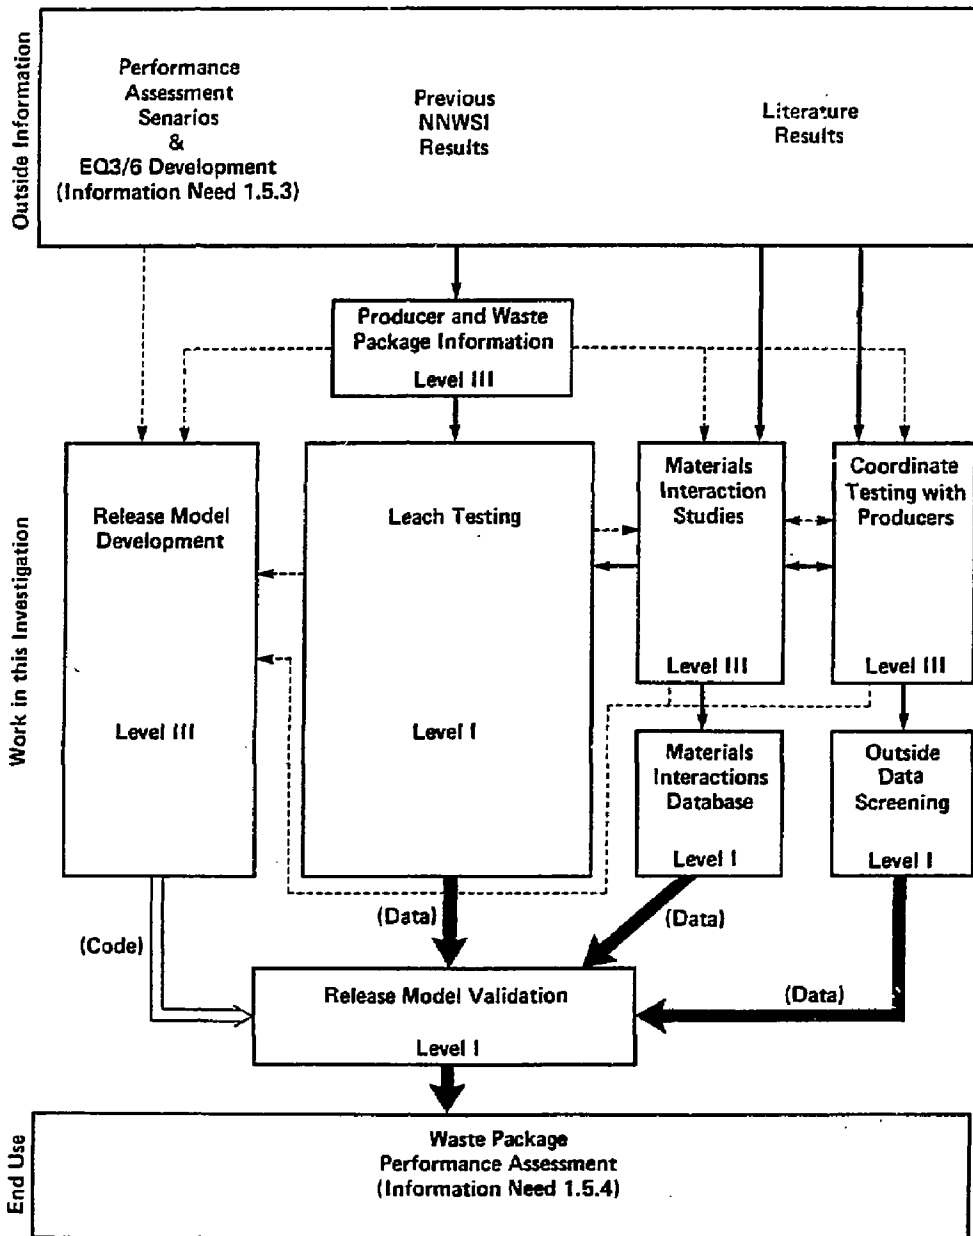 Outside Information
Performance
Assessment
Senarios
&
EQ3/6 Development
(Information Need 1.5.3)
Previous
NNWSI
Results
Literature
Results
Producer and Waste
Package Information
Level III
Work in this Investigation
Release Model
Development
Level III
Leach Testing
Level I
Materials
Interaction
Studies
Level III
Coordinate
Testing with
Producers
Level III
Materials
Interactions
Database
Level I
Outside
Data
Screening
Level I
(Code)
(Data)
(Data)
(Data)
Release Model Validation
Level I
End Use
Waste Package
Performance Assessment
(Information Need 1.5.4)